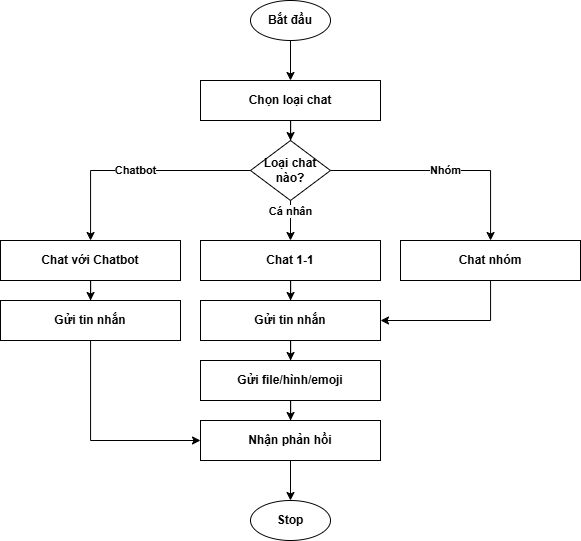 Bắt đầu
Chọn loại chat
Loại chat
nào?
Chatbot
Nhóm
Cá nhân
Chat với Chatbot
Chat 1-1
Chat nhóm
Gửi tin nhắn
Gửi tin nhắn
Gửi file/hình/emoji
Nhận phản hồi
Stop